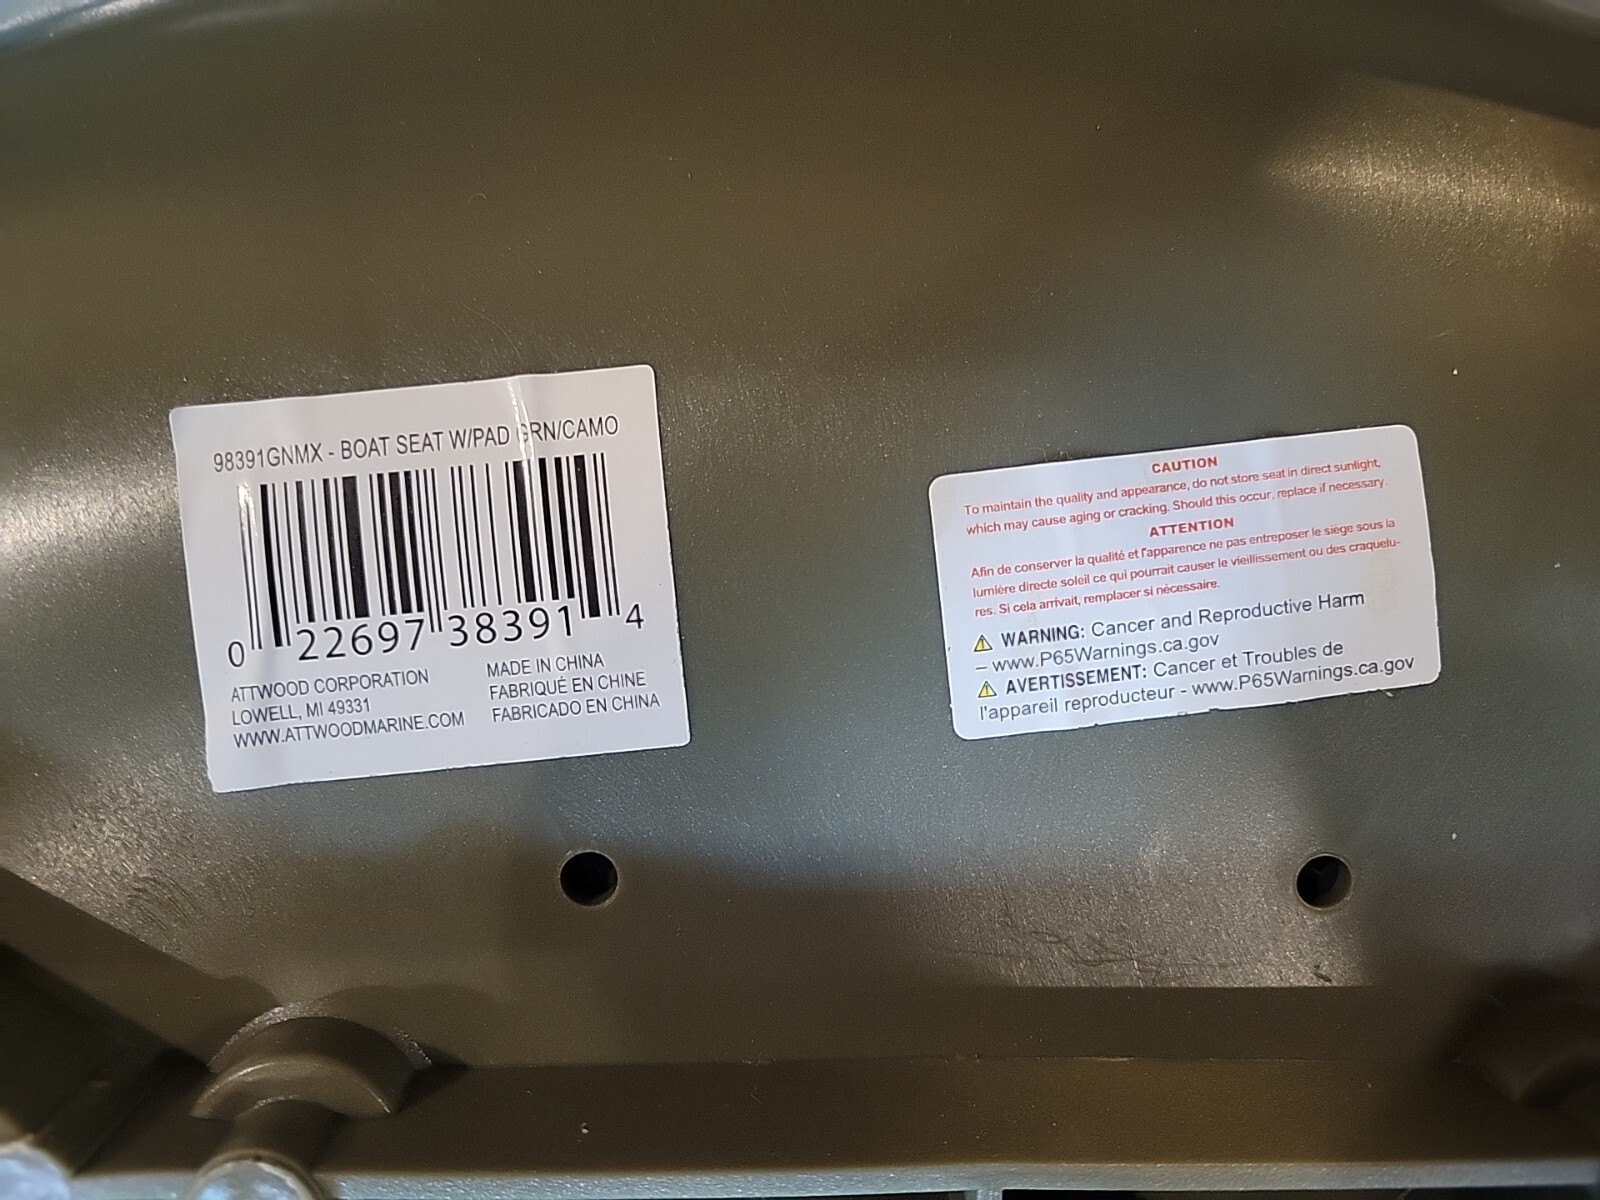 98391GNMX - BOAT SEAT W/PAD GRN/CAMO
0 22697 38391 4
ATTWOOD CORPORATION
LOWELL, MI 49331
WWW.ATTWOODMARINE.COM
MADE IN CHINA
FABRIQUÉ EN CHINE
FABRICADO EN CHINA
CAUTION
To maintain the quality and appearance, do not store seat in direct sunlight,
which may cause aging or cracking. Should this occur, replace if necessary.
ATTENTION
Afin de conserver la qualité et l'apparence ne pas entreposer le siège sous la
lumière directe soleil ce qui pourrait causer le vieillissement ou des craquelu-
res. Si cela arrivait, remplacer si nécessaire.
⚠ WARNING: Cancer and Reproductive Harm
– www.P65Warnings.ca.gov
⚠ AVERTISSEMENT: Cancer et Troubles de
l'appareil reproducteur - www.P65Warnings.ca.gov